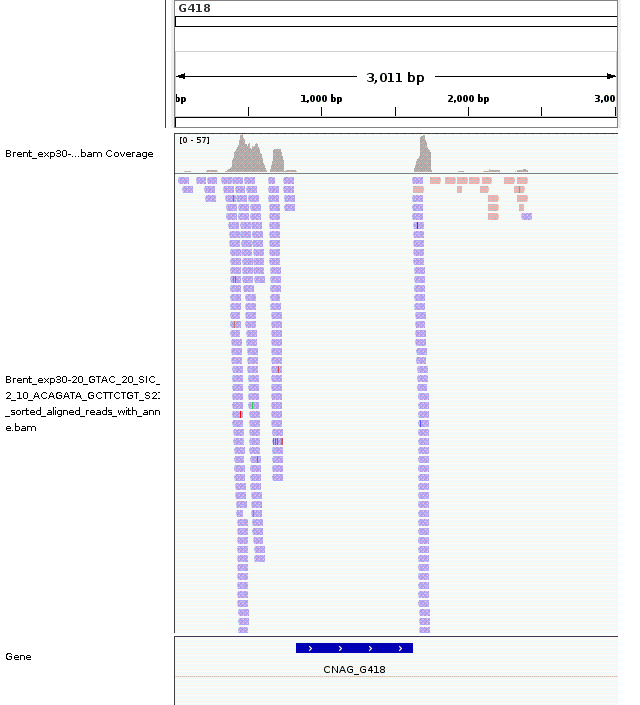 G418
3,011 bp
bp
1,000 bp
2,000 bp
3,00
[0 - 57]
Brent_exp30-...bam Coverage
Brent_exp30-20_GTAC_20_SIC_
2_10_ACAGATA_GCTTCTGT_S2
_sorted_aligned_reads_with_ann
e.bam
Gene
CNAG_G418